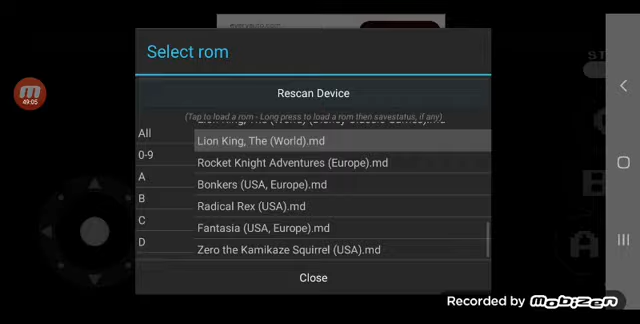 Select rom
Rescan Device
(Tap to load a rom - Long press to load a rom then savestatus, if any)
All
Lion King, The (World).md
0-9
Rocket Knight Adventures (Europe).md
A
Bonkers (USA, Europe).md
B
Radical Rex (USA).md
C
Fantasia (USA, Europe).md
D
Zero the Kamikaze Squirrel (USA).md
Close
49:05
ST
B
A
Recorded by Mobizen